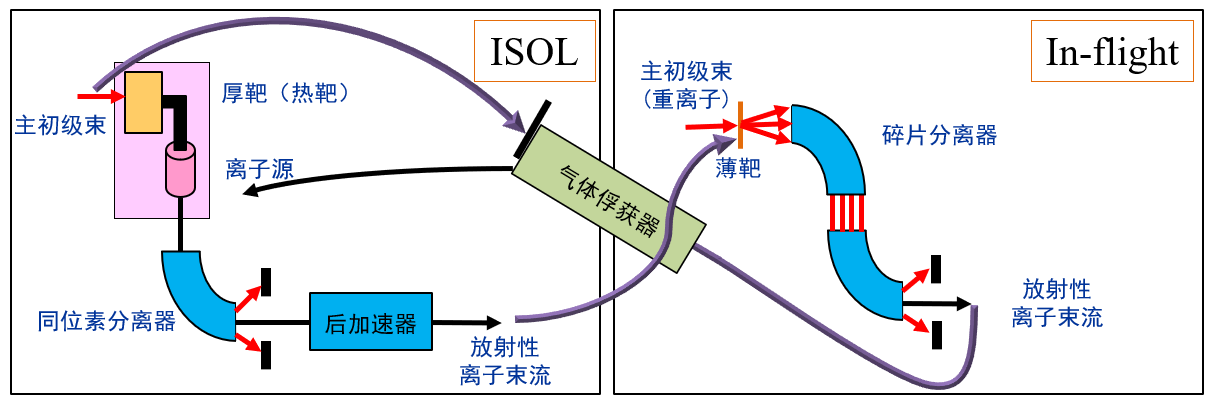 ISOL
厚靶（热靶）
主初级束
离子源
同位素分离器
后加速器
放射性
离子束流
气体俘获器
In-flight
主初级束
(重离子)
薄靶
碎片分离器
放射性
离子束流